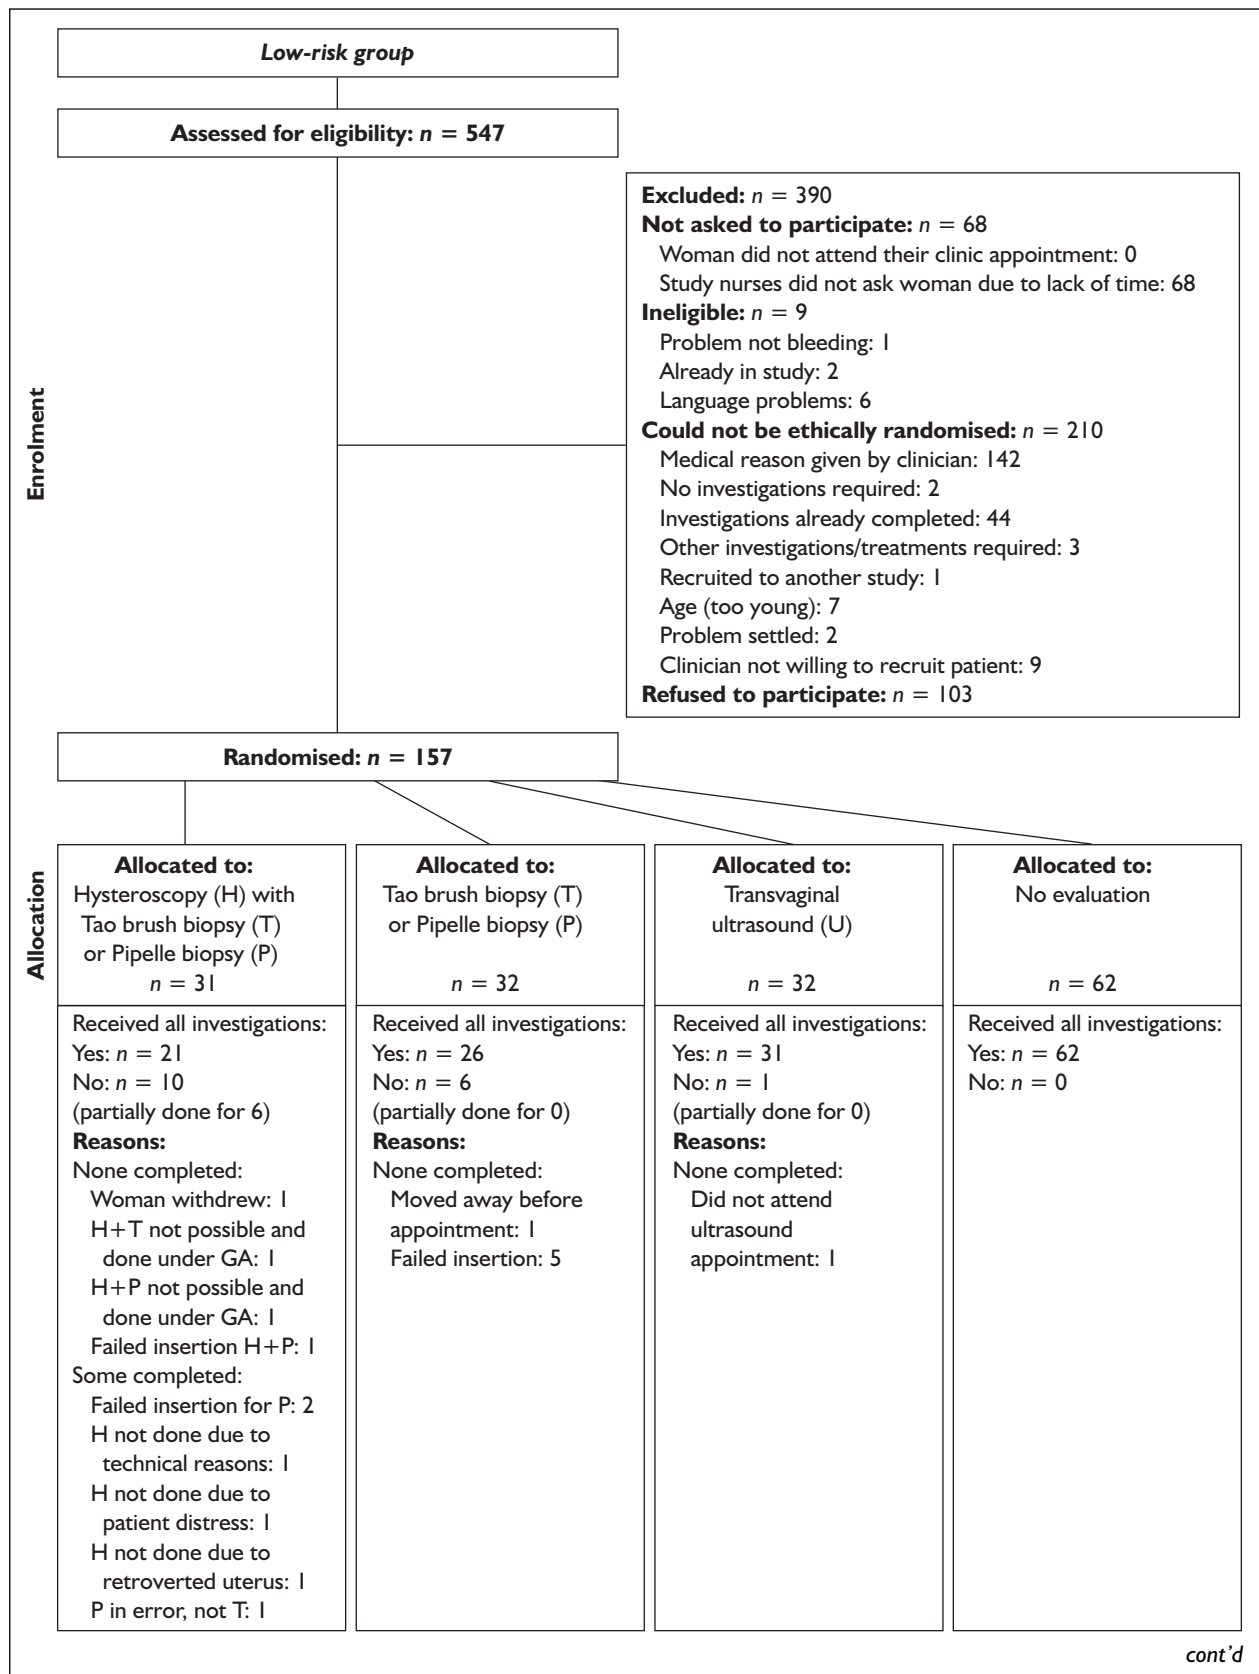 Low-risk group
Assessed for eligibility: n = 547
Excluded: n = 390
Not asked to participate: n = 68
Woman did not attend their clinic appointment: 0
Study nurses did not ask woman due to lack of time: 68
Ineligible: n = 9
Problem not bleeding: 1
Already in study: 2
Language problems: 6
Could not be ethically randomised: n = 210
Medical reason given by clinician: 142
No investigations required: 2
Investigations already completed: 44
Other investigations/treatments required: 3
Recruited to another study: 1
Age (too young): 7
Problem settled: 2
Clinician not willing to recruit patient: 9
Refused to participate: n = 103
Enrolment
Randomised: n = 157
Allocation
Allocated to:
Hysteroscopy (H) with
Tao brush biopsy (T)
or Pipelle biopsy (P)
n = 31
Received all investigations:
Yes: n = 21
No: n = 10
(partially done for 6)
Reasons:
None completed:
Woman withdrew: 1
H+T not possible and
done under GA: 1
H+P not possible and
done under GA: 1
Failed insertion H+P: 1
Some completed:
Failed insertion for P: 2
H not done due to
technical reasons: 1
H not done due to
patient distress: 1
H not done due to
retroverted uterus: 1
P in error, not T: 1
Allocated to:
Tao brush biopsy (T)
or Pipelle biopsy (P)
n = 32
Received all investigations:
Yes: n = 26
No: n = 6
(partially done for 0)
Reasons:
None completed:
Moved away before
appointment: 1
Failed insertion: 5
Allocated to:
Transvaginal
ultrasound (U)
n = 32
Received all investigations:
Yes: n = 31
No: n = 1
(partially done for 0)
Reasons:
None completed:
Did not attend
ultrasound
appointment: 1
Allocated to:
No evaluation
n = 62
Received all investigations:
Yes: n = 62
No: n = 0
cont'd